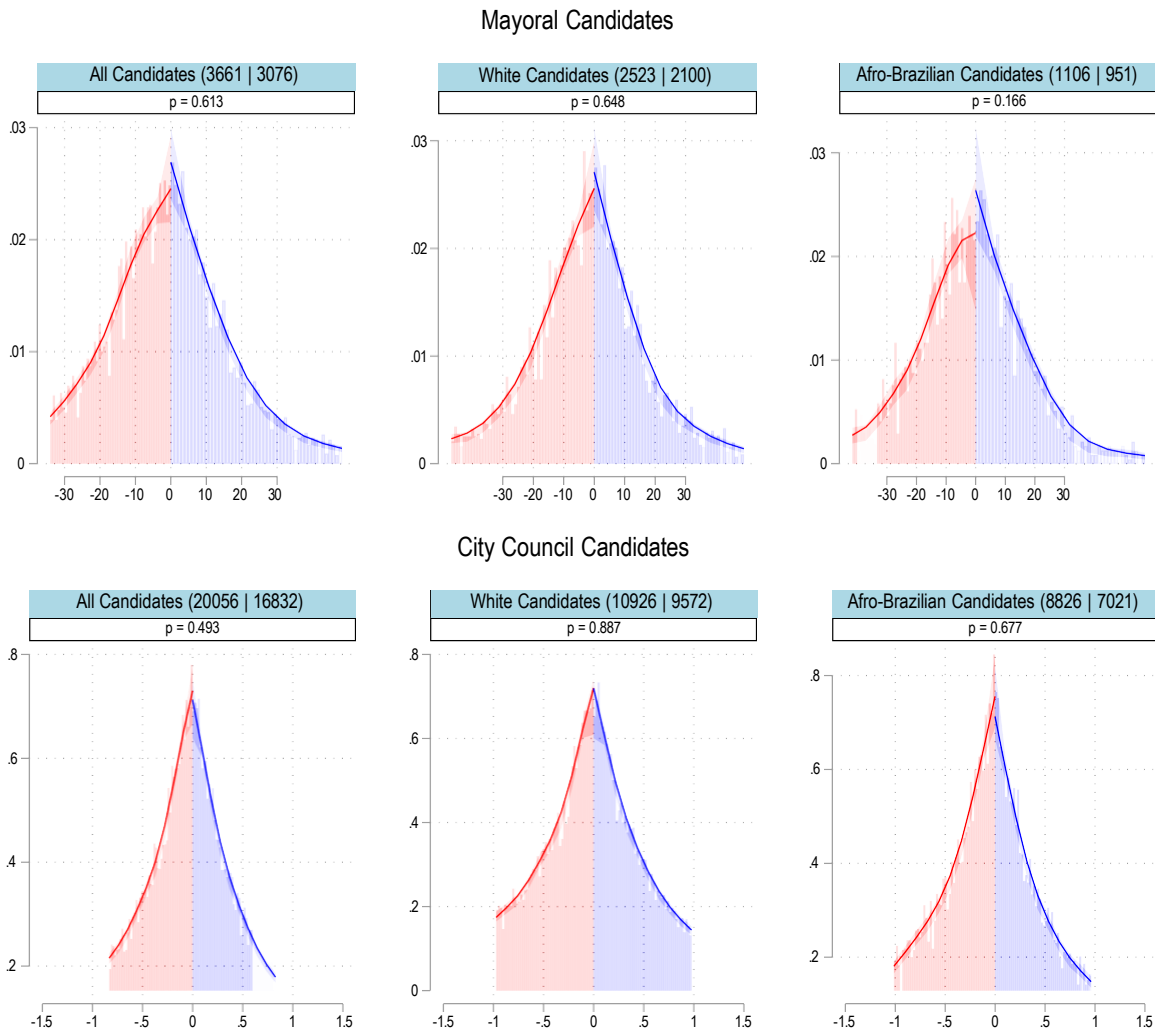 Mayoral Candidates
All Candidates (3661 | 3076)
White Candidates (2523 | 2100)
Afro-Brazilian Candidates (1106 | 951)
p = 0.613
p = 0.648
p = 0.166
.03
.02
.01
0
-30 -20 -10 0 10 20 30
.03
.02
.01
0
-30 -20 -10 0 10 20 30
.03
.02
.01
0
-30 -20 -10 0 10 20 30
City Council Candidates
All Candidates (20056 | 16832)
White Candidates (10926 | 9572)
Afro-Brazilian Candidates (8826 | 7021)
p = 0.493
p = 0.887
p = 0.677
.8
.6
.4
.2
-1.5 -1 -.5 0 .5 1 1.5
.8
.6
.4
.2
0
-1.5 -1 -.5 0 .5 1 1.5
.8
.6
.4
.2
-1.5 -1 -.5 0 .5 1 1.5